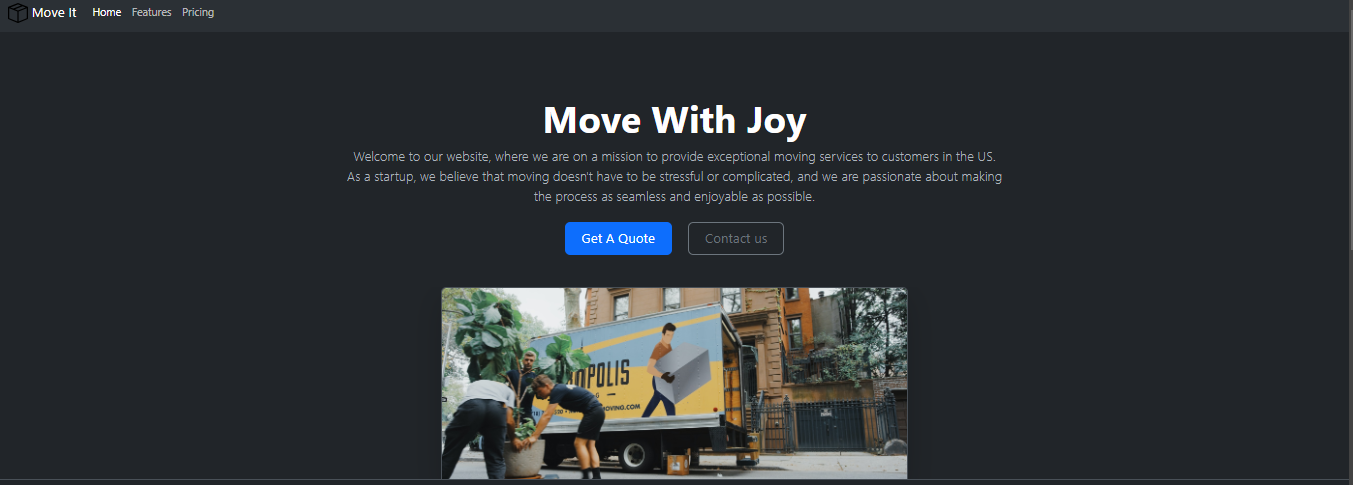 Move It Home Features Pricing
Move With Joy
Welcome to our website, where we are on a mission to provide exceptional moving services to customers in the US.
As a startup, we believe that moving doesn't have to be stressful or complicated, and we are passionate about making
the process as seamless and enjoyable as possible.
Get A Quote Contact us
OPOLIS
MOVING.COM